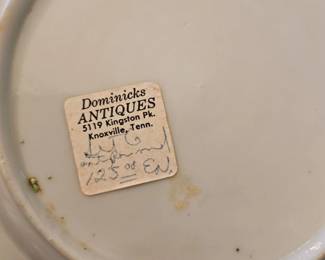 Dominicks
ANTIQUES
5119 Kingston Pk.
Knoxville, Tenn.
125.00 EN.